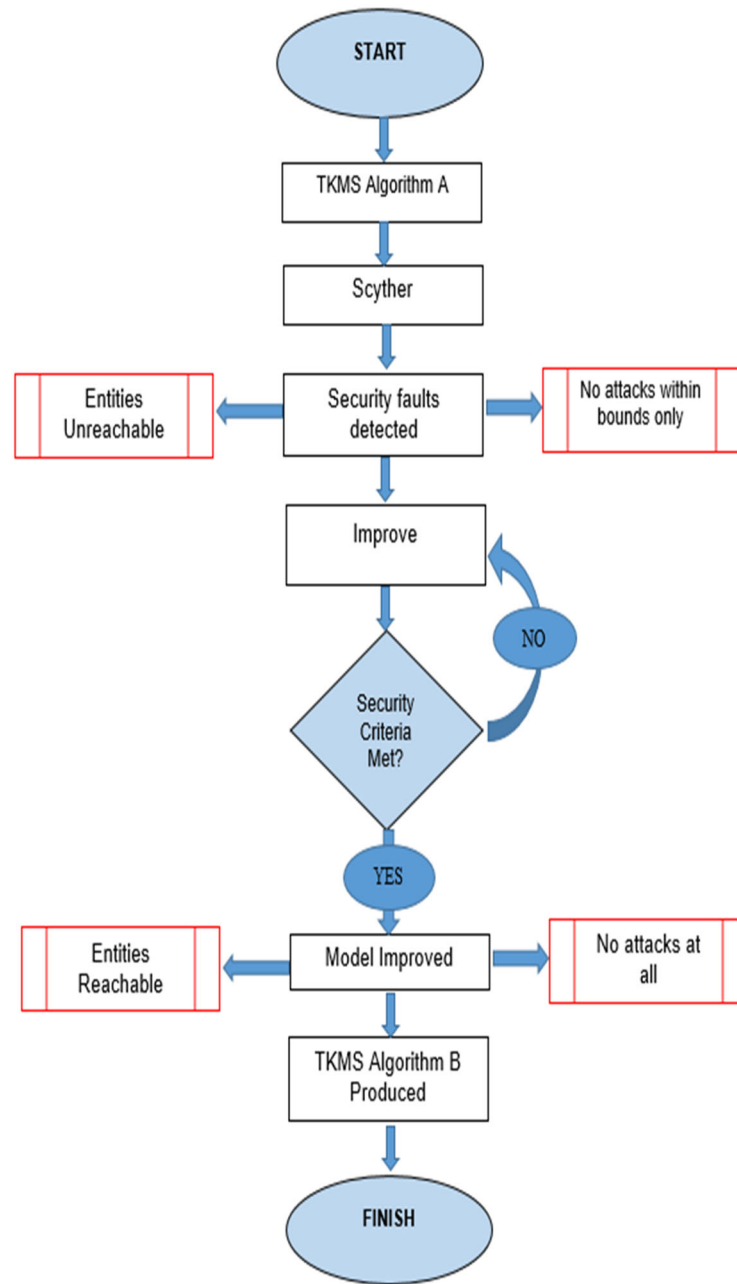 START
TKMS Algorithm A
Scyther
Entities
Unreachable
Security faults
detected
No attacks within
bounds only
Improve
NO
Security
Criteria
Met?
YES
Entities
Reachable
Model Improved
No attacks at
all
TKMS Algorithm B
Produced
FINISH